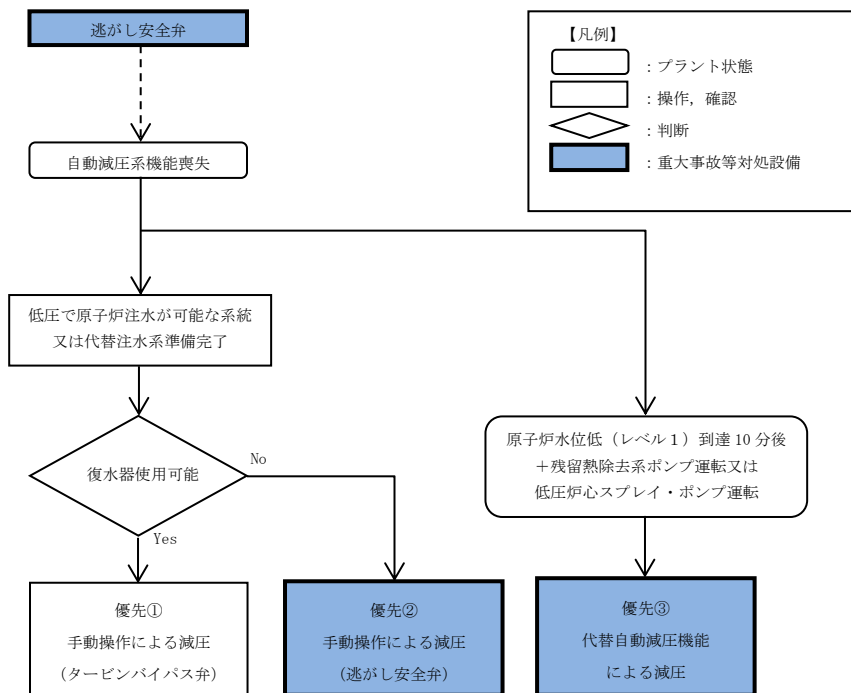 逃がし安全弁
【凡例】
：プラント状態
：操作，確認
：判断
：重大事故等対処設備
自動減圧系機能喪失
低圧で原子炉注水が可能な系統
又は代替注水系準備完了
復水器使用可能
No
Yes
原子炉水位低（レベル１）到達 10 分後
＋残留熱除去系ポンプ運転又は
低圧炉心スプレイ・ポンプ運転
優先①
手動操作による減圧
（タービンバイパス弁）
優先②
手動操作による減圧
（逃がし安全弁）
優先③
代替自動減圧機能
による減圧